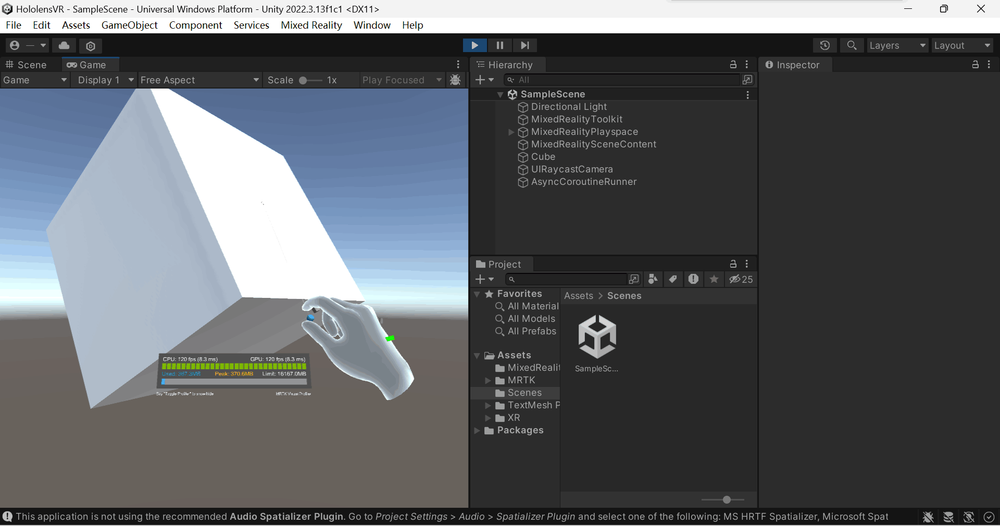 HololensVR - SampleScene - Universal Windows Platform - Unity 2022.3.13f1c1 <DX11>
File Edit Assets GameObject Component Services Mixed Reality Window Help
Layers Layout
Scene Game
Game Display 1 Free Aspect Scale 1x Play Focused
CPU: 120 fps (8.3 ms) GPU: 120 fps (8.3 ms)
Used: 367.3MB Peak: 370.6MB Limit: 16167.0MB
Say "Toggle Profiler" to show/hide MRTK Visual Profiler
Hierarchy
All
SampleScene
Directional Light
MixedRealityToolkit
MixedRealityPlayspace
MixedRealitySceneContent
Cube
UIRaycastCamera
AsyncCoroutineRunner
Project
25
Favorites
All Material
All Models
All Prefabs
Assets
MixedRealit
MRTK
Scenes
TextMesh P
XR
Packages
Assets > Scenes
SampleSc...
Inspector
This application is not using the recommended Audio Spatializer Plugin. Go to Project Settings > Audio > Spatializer Plugin and select one of the following: MS HRTF Spatializer, Microsoft Spat